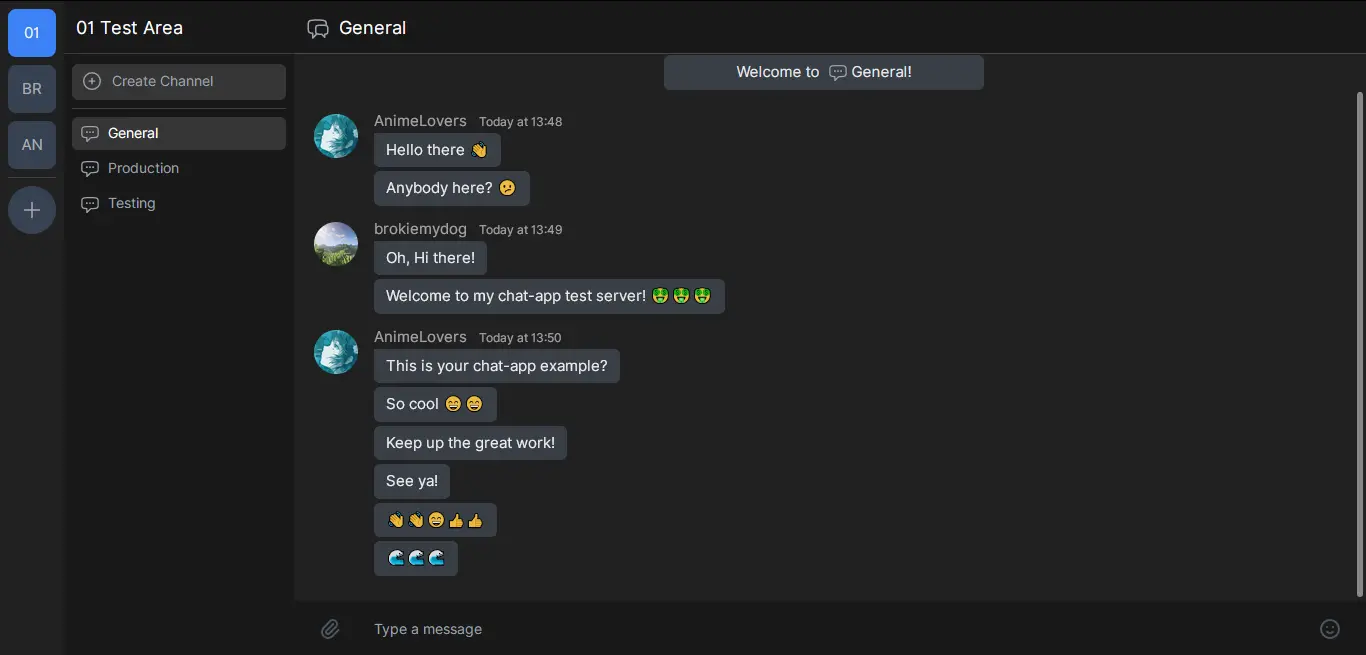 01
BR
AN
01 Test Area
Create Channel
General
Production
Testing
General
Welcome to General!
AnimeLovers Today at 13:48
Hello there 👋
Anybody here? 😕
brokiemydog Today at 13:49
Oh, Hi there!
Welcome to my chat-app test server! 🤑🤑🤑
AnimeLovers Today at 13:50
This is your chat-app example?
So cool 😄😄
Keep up the great work!
See ya!
👋👋😄👍👍
🌊🌊🌊
Type a message